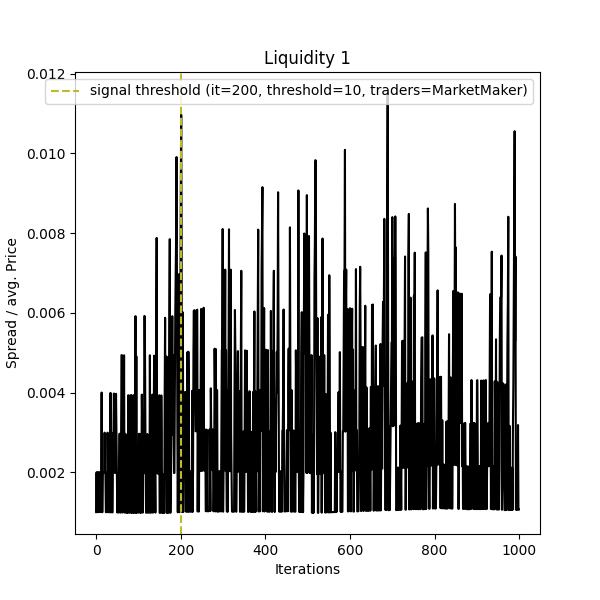 Liquidity 1
signal threshold (it=200, threshold=10, traders=MarketMaker)
Spread / avg. Price
0.012
0.010
0.008
0.006
0.004
0.002
0 200 400 600 800 1000
Iterations